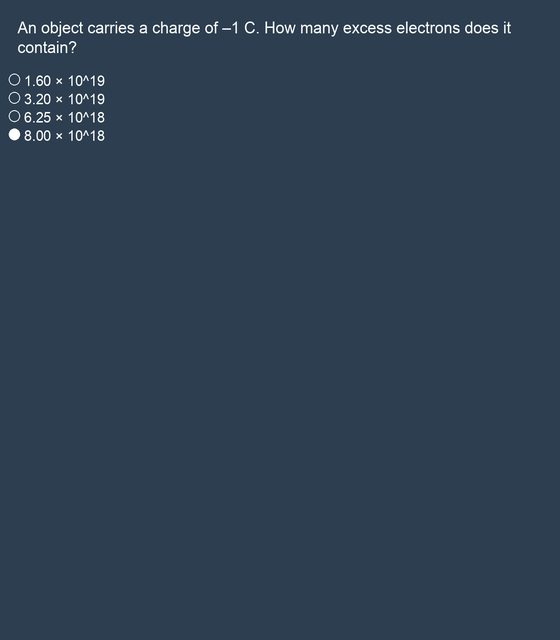 An object carries a charge of –1 C. How many excess electrons does it
contain?
1.60 × 10^19
3.20 × 10^19
6.25 × 10^18
8.00 × 10^18